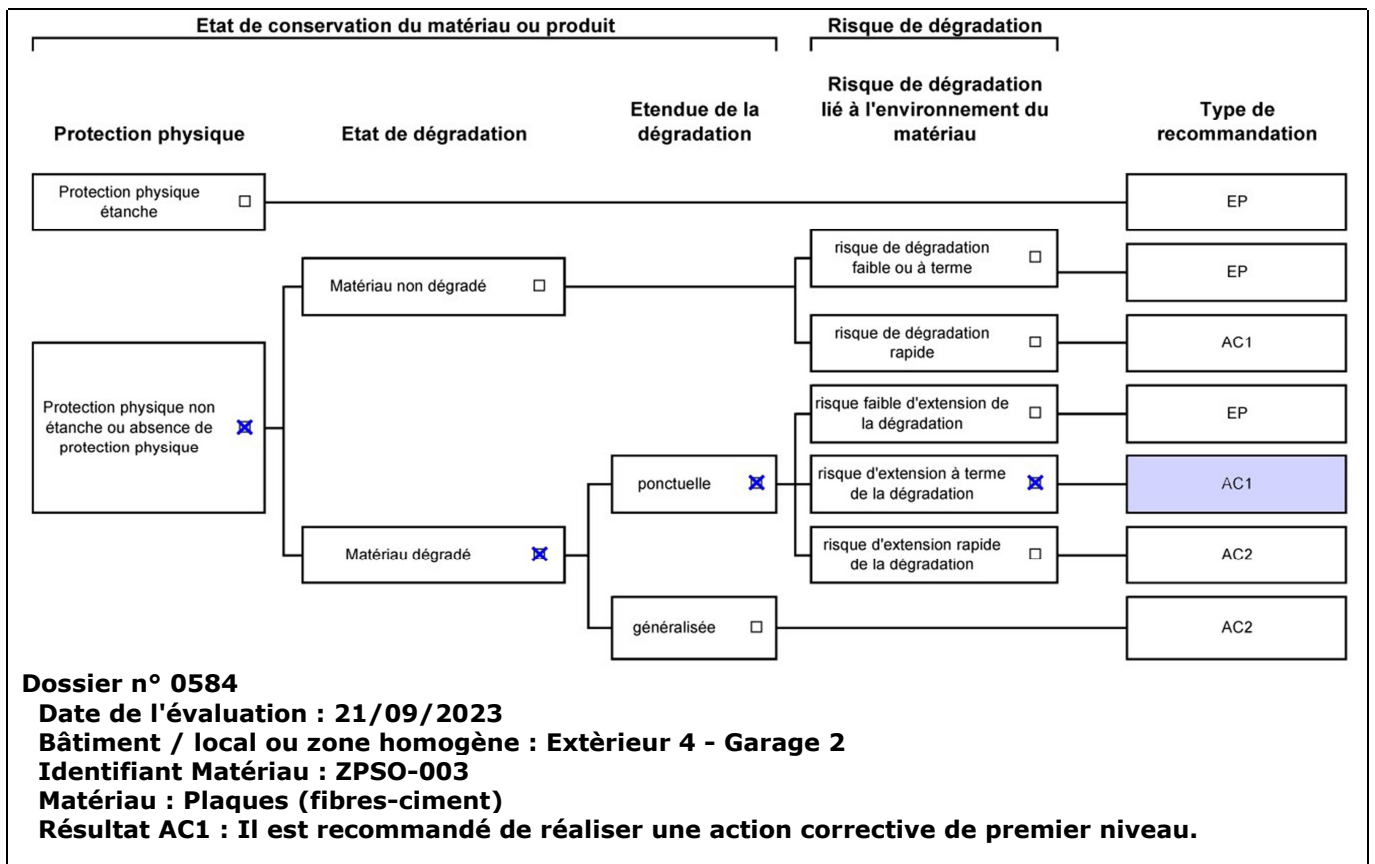 Etat de conservation du matériau ou produit
Risque de dégradation
Protection physique
Etat de dégradation
Etendue de la
dégradation
Risque de dégradation
lié à l'environnement du
matériau
Type de
recommandation
Protection physique
étanche
EP
risque de dégradation
faible ou à terme
EP
Matériau non dégradé
risque de dégradation
rapide
AC1
Protection physique non
étanche ou absence de
protection physique
risque faible d'extension de
la dégradation
EP
ponctuelle
risque d'extension à terme
de la dégradation
AC1
Matériau dégradé
risque d'extension rapide
de la dégradation
AC2
généralisée
AC2
Dossier n° 0584
Date de l'évaluation : 21/09/2023
Bâtiment / local ou zone homogène : Extèrieur 4 - Garage 2
Identifiant Matériau : ZPSO-003
Matériau : Plaques (fibres-ciment)
Résultat AC1 : Il est recommandé de réaliser une action corrective de premier niveau.